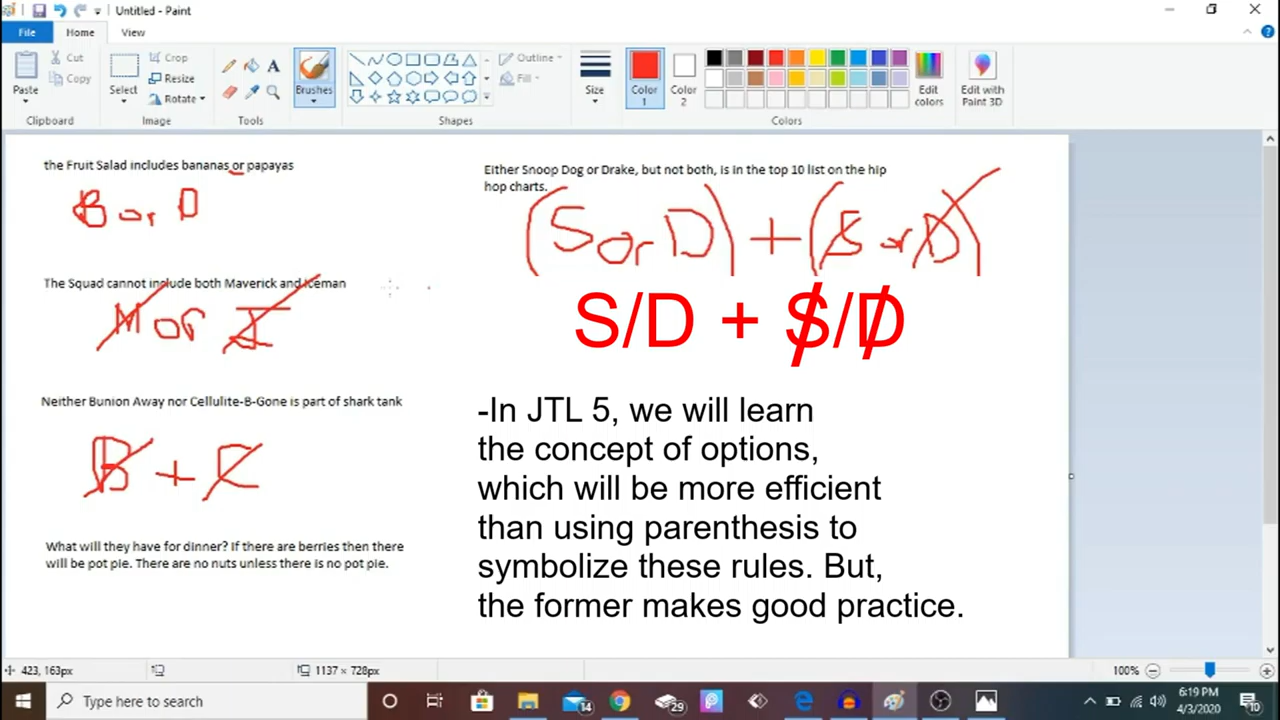 Untitled - Paint
File
Home
View
Cut
Copy
Paste
Clipboard
Crop
Resize
Rotate
Select
Image
A
Tools
Brushes
Outline
Fill
Shapes
Size
Color
1
Color
2
Edit
colors
Edit with
Paint 3D
Colors
the Fruit Salad includes bananas or papayas
B or D
The Squad cannot include both Maverick and Iceman
M or I
Neither Bunion Away nor Cellulite-B-Gone is part of shark tank
B + C
What will they have for dinner? If there are berries then there
will be pot pie. There are no nuts unless there is no pot pie.
Either Snoop Dog or Drake, but not both, is in the top 10 list on the hip
hop charts.
(S or D) + (S or D)
S/D + S/D
-In JTL 5, we will learn
the concept of options,
which will be more efficient
than using parenthesis to
symbolize these rules. But,
the former makes good practice.
423, 163px
1137 × 728px
100%
Type here to search
14
29
6:19 PM
4/3/2020
10